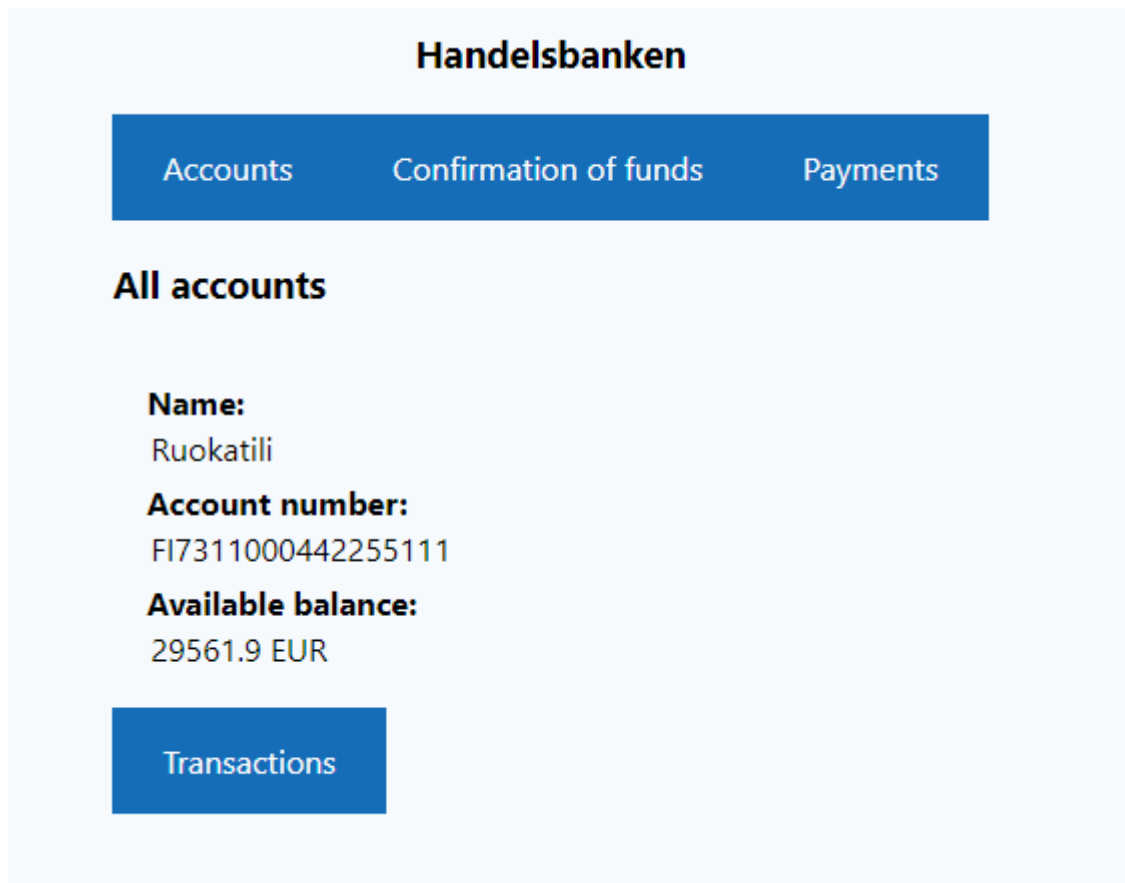 Handelsbanken
Accounts Confirmation of funds Payments
All accounts
Name:
Ruokatili
Account number:
FI7311000442255111
Available balance:
29561.9 EUR
Transactions